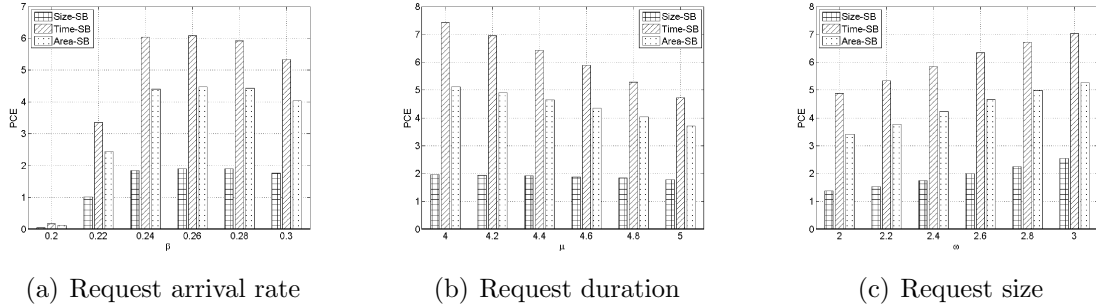 7
6
5
4
3
2
1
0
PCE
Size-SB
Time-SB
Area-SB
0.2 0.22 0.24 0.26 0.28 0.3
β
(a) Request arrival rate
8
7
6
5
4
3
2
1
0
PCE
Size-SB
Time-SB
Area-SB
4 4.2 4.4 4.6 4.8 5
μ
(b) Request duration
8
7
6
5
4
3
2
1
0
PCE
Size-SB
Time-SB
Area-SB
2 2.2 2.4 2.6 2.8 3
ω
(c) Request size